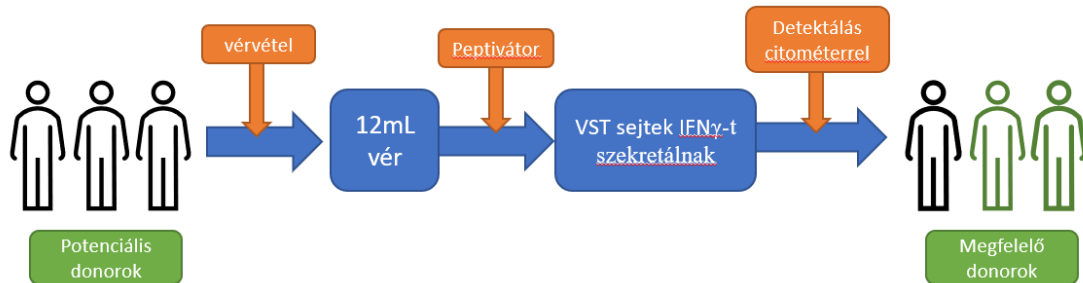 vérvétel
Peptivátor
Detektálás
citométerrel
12mL
vér
VST sejtek IFNγ-t
szekretálnak
Potenciális
donorok
Megfelelő
donorok